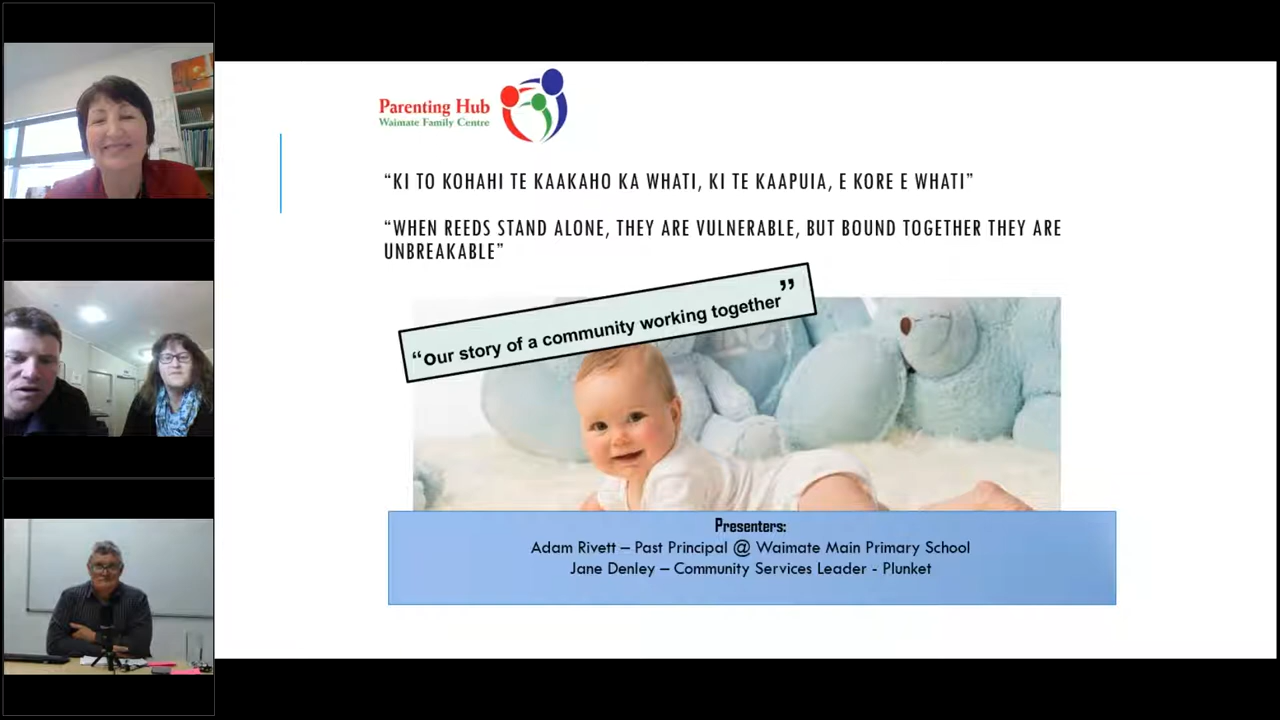 Parenting Hub
Waimate Family Centre
“KI TO KOHAHI TE KAAKAHO KA WHATI, KI TE KAAPUIA, E KORE E WHATI”
“WHEN REEDS STAND ALONE, THEY ARE VULNERABLE, BUT BOUND TOGETHER THEY ARE
UNBREAKABLE”
“Our story of a community working together”
Presenters:
Adam Rivett – Past Principal @ Waimate Main Primary School
Jane Denley – Community Services Leader - Plunket